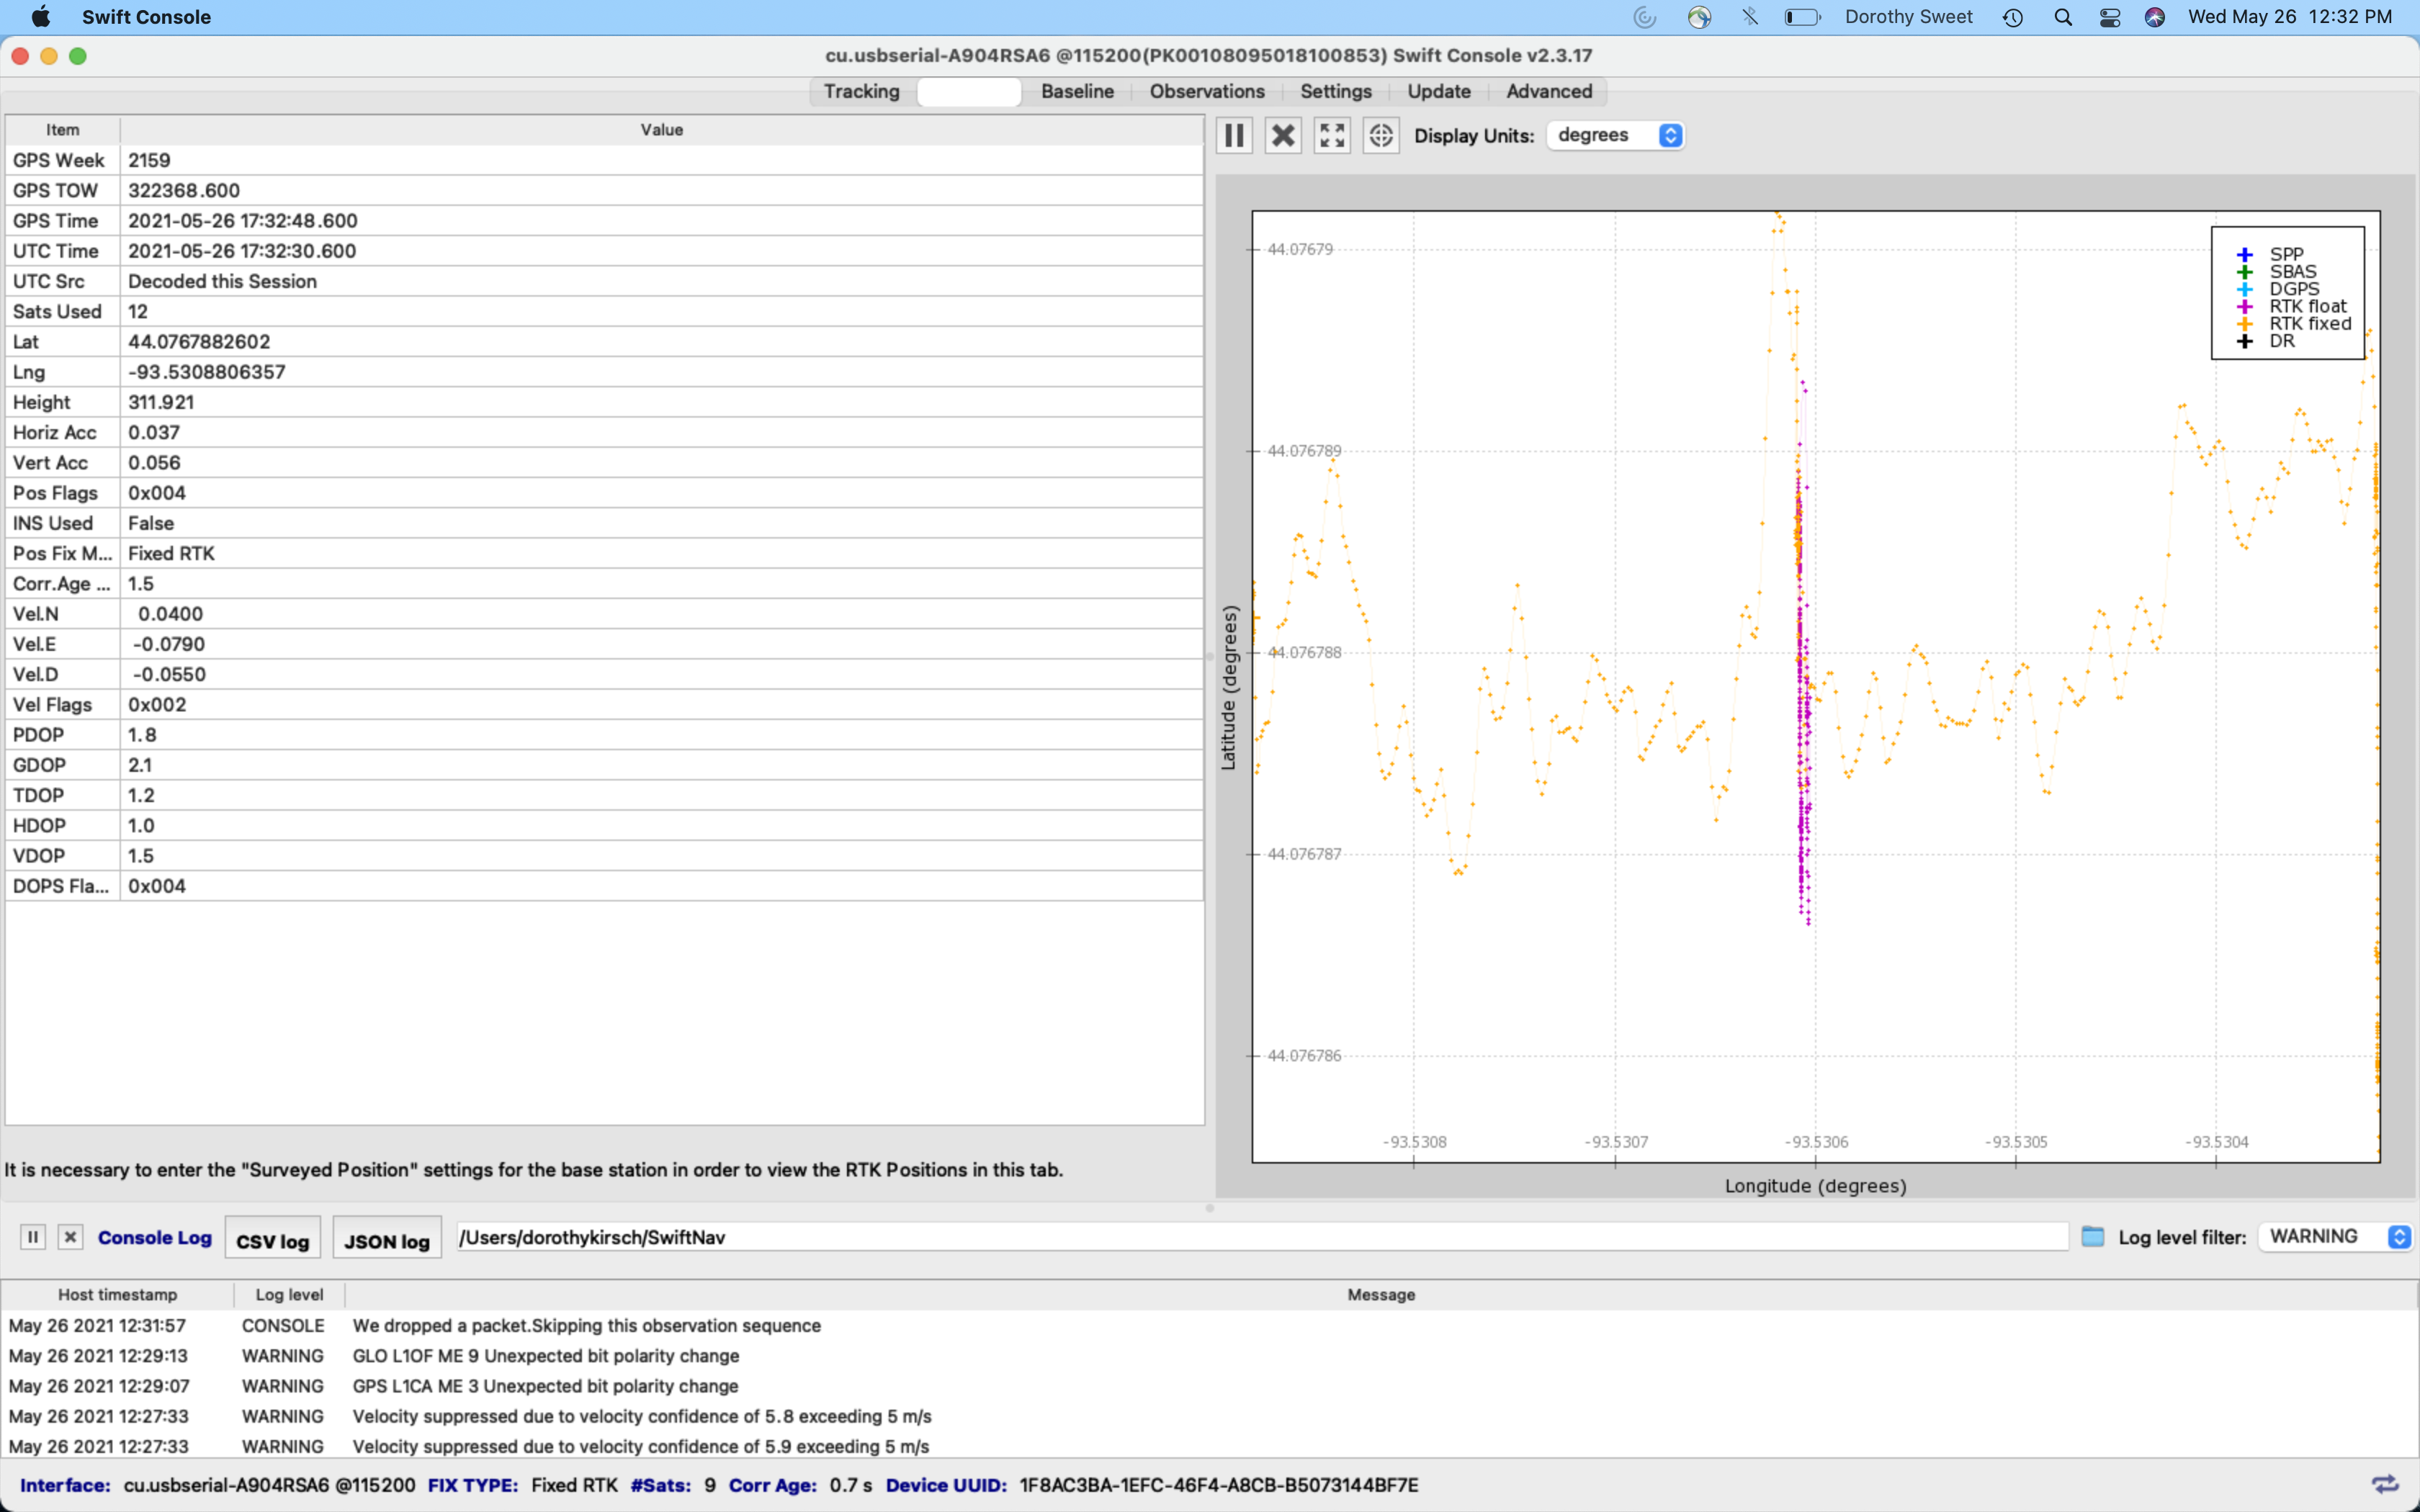 Swift Console
Dorothy Sweet
Wed May 26 12:32 PM
cu.usbserial-A904RSA6 @115200(PK00108095018100853) Swift Console v2.3.17
Tracking Baseline Observations Settings Update Advanced
Item Value
GPS Week 2159
GPS TOW 322368.600
GPS Time 2021-05-26 17:32:48.600
UTC Time 2021-05-26 17:32:30.600
UTC Src Decoded this Session
Sats Used 12
Lat 44.0767882602
Lng -93.5308806357
Height 311.921
Horiz Acc 0.037
Vert Acc 0.056
Pos Flags 0x004
INS Used False
Pos Fix M... Fixed RTK
Corr.Age ... 1.5
Vel.N 0.0400
Vel.E -0.0790
Vel.D -0.0550
Vel Flags 0x002
PDOP 1.8
GDOP 2.1
TDOP 1.2
HDOP 1.0
VDOP 1.5
DOPS Fla... 0x004
It is necessary to enter the "Surveyed Position" settings for the base station in order to view the RTK Positions in this tab.
Display Units: degrees
44.07679
44.076789
44.076788
44.076787
44.076786
Latitude (degrees)
SPP
SBAS
DGPS
RTK float
RTK fixed
DR
-93.5308 -93.5307 -93.5306 -93.5305 -93.5304
Longitude (degrees)
Console Log CSV log JSON log /Users/dorothykirsch/SwiftNav Log level filter: WARNING
Host timestamp Log level Message
May 26 2021 12:31:57 CONSOLE We dropped a packet.Skipping this observation sequence
May 26 2021 12:29:13 WARNING GLO L1OF ME 9 Unexpected bit polarity change
May 26 2021 12:29:07 WARNING GPS L1CA ME 3 Unexpected bit polarity change
May 26 2021 12:27:33 WARNING Velocity suppressed due to velocity confidence of 5.8 exceeding 5 m/s
May 26 2021 12:27:33 WARNING Velocity suppressed due to velocity confidence of 5.9 exceeding 5 m/s
Interface: cu.usbserial-A904RSA6 @115200 FIX TYPE: Fixed RTK #Sats: 9 Corr Age: 0.7 s Device UUID: 1F8AC3BA-1EFC-46F4-A8CB-B5073144BF7E